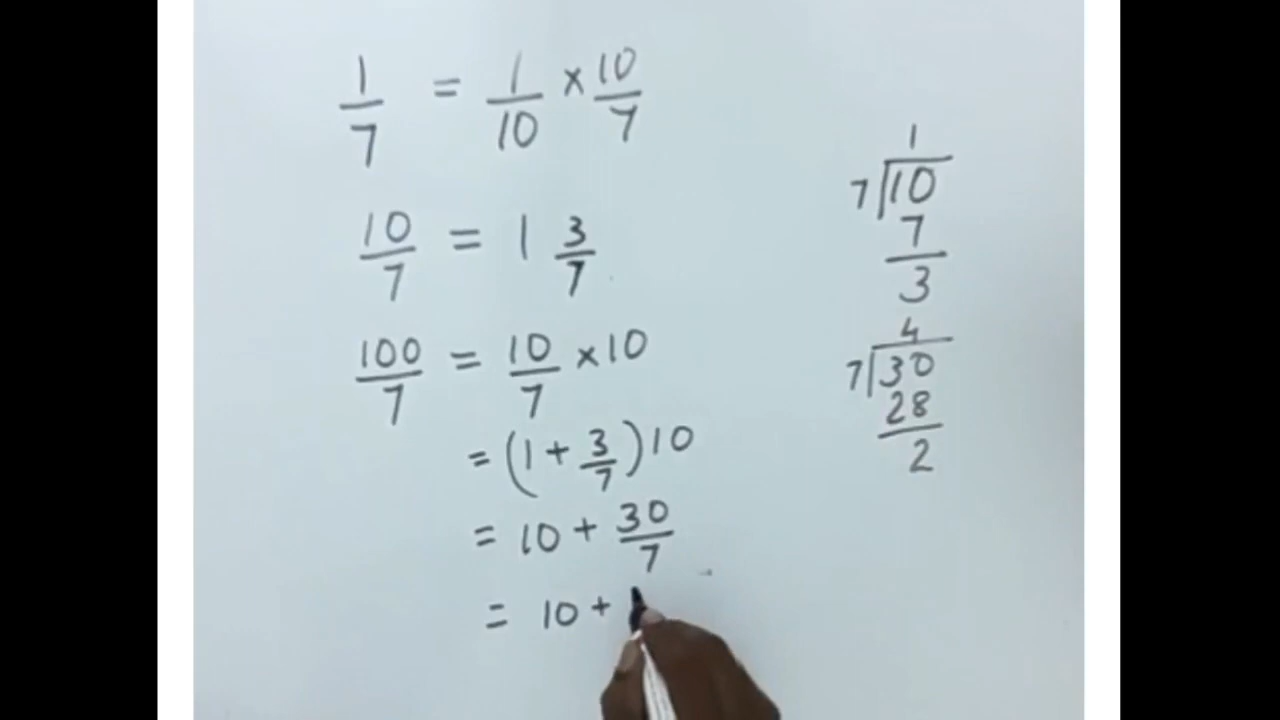 1/7 = 1/10 × 10/7
10/7 = 1 3/7
100/7 = 10/7 × 10
= (1 + 3/7) 10
= 10 + 30/7
= 10 +
1
7 10
7
3
4
7 30
28
2